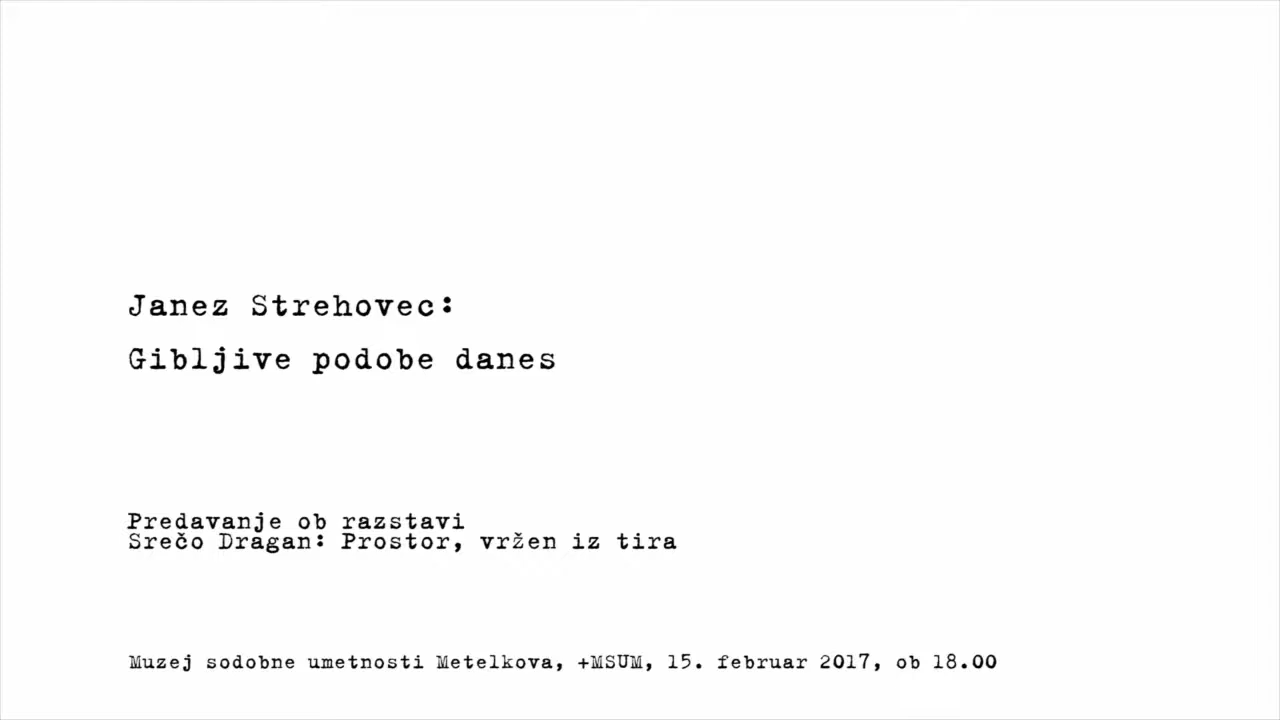 Janez Strehovec:
Gibljive podobe danes
Predavanje ob razstavi
Srečo Dragan: Prostor, vržen iz tira
Muzej sodobne umetnosti Metelkova, +MSUM, 15. februar 2017, ob 18.00